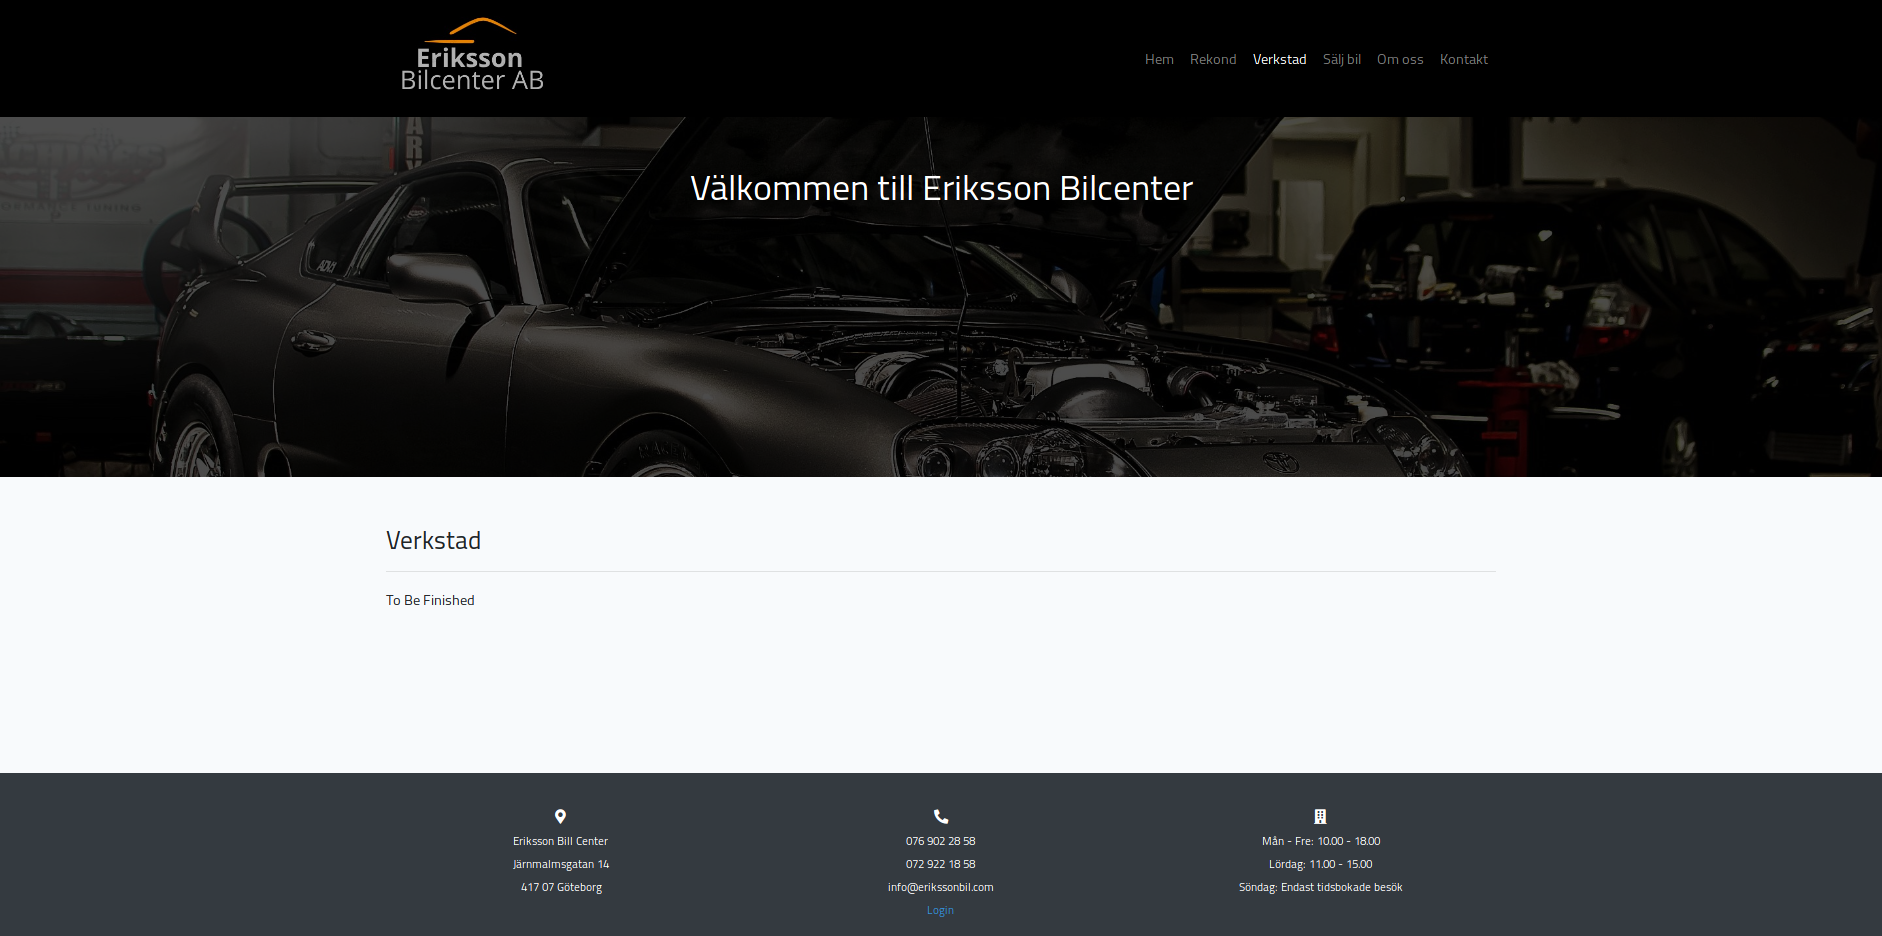 Eriksson
Bilcenter AB
Hem Rekond Verkstad Sälj bil Om oss Kontakt
Välkommen till Eriksson Bilcenter
Verkstad
To Be Finished
Eriksson Bill Center
Järnmalmsgatan 14
417 07 Göteborg
076 902 28 58
072 922 18 58
info@erikssonbil.com
Login
Mån - Fre: 10.00 - 18.00
Lördag: 11.00 - 15.00
Söndag: Endast tidsbokade besök